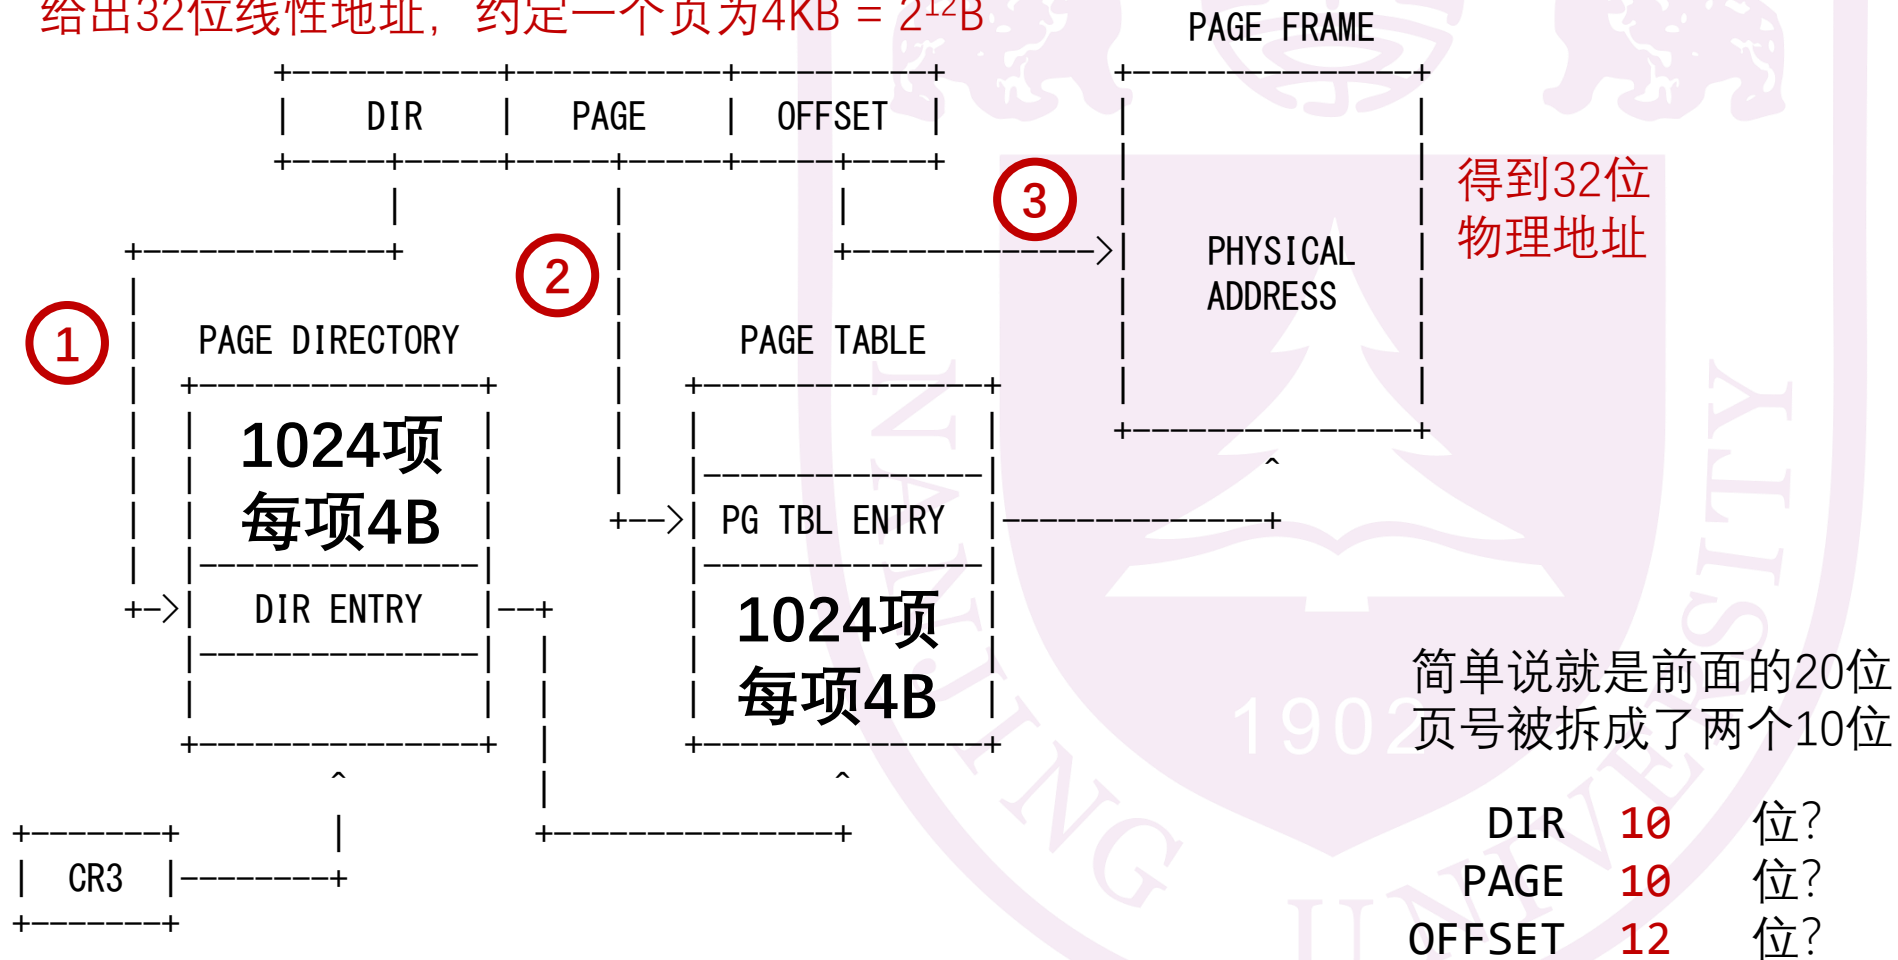 给出32位线性地址，约定一个页为4KB = 2¹²B
PAGE FRAME
DIR PAGE OFFSET
3
得到32位
物理地址
PHYSICAL
ADDRESS
2
1
PAGE DIRECTORY
PAGE TABLE
1024项
每项4B
PG TBL ENTRY
DIR ENTRY
1024项
每项4B
简单说就是前面的20位
页号被拆成了两个10位
CR3
DIR 10 位?
PAGE 10 位?
OFFSET 12 位?
NANJING UNIVERSITY
1902